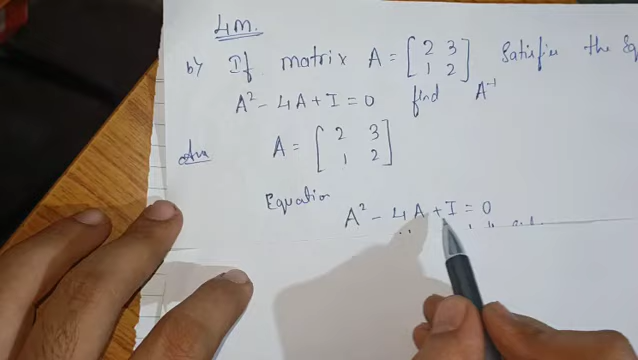 4M.
b) If matrix A = [2 3 1 2] Satisfies the
A² - 4A + I = 0 find A⁻¹
Ans A = [2 3 1 2]
Equation
A² - 4A + I = 0